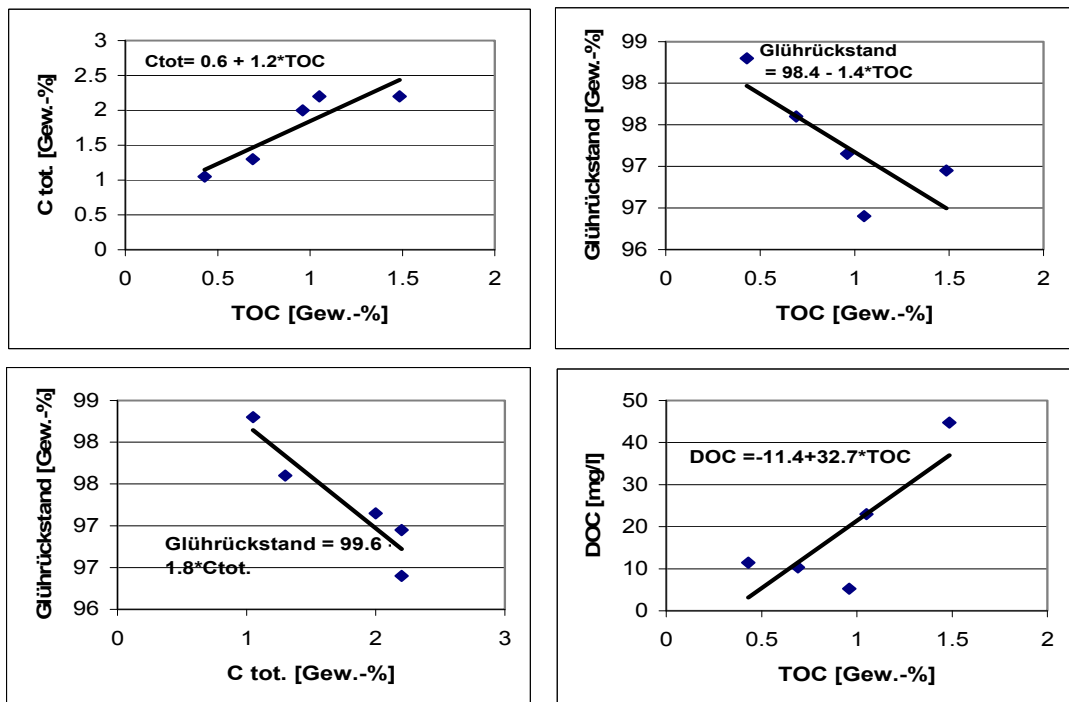 3
2.5
2
1.5
1
0.5
0
C tot. [Gew.-%]
Ctot= 0.6 + 1.2*TOC
0 0.5 1 1.5 2
TOC [Gew.-%]
99
98
98
97
97
96
Glührückstand [Gew.-%]
Glührückstand
= 98.4 - 1.4*TOC
0 0.5 1 1.5 2
TOC [Gew.-%]
99
98
98
97
97
96
Glührückstand [Gew.-%]
Glührückstand = 99.6 -
1.8*Ctot.
0 1 2 3
C tot. [Gew.-%]
50
40
30
20
10
0
DOC [mg/l]
DOC =-11.4+32.7*TOC
0 0.5 1 1.5 2
TOC [Gew.-%]